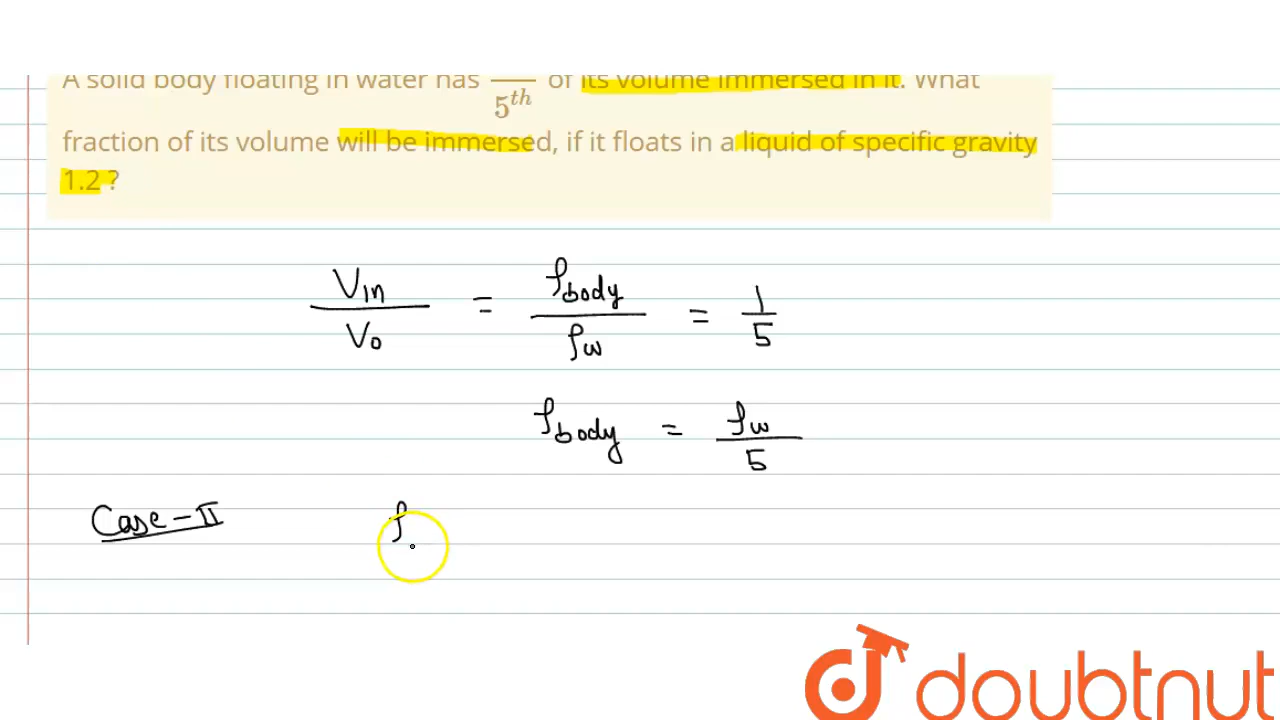 A solid body floating in water has ― / 5^th of its volume immersed in it. What
fraction of its volume will be immersed, if it floats in a liquid of specific gravity
1.2 ?
V_in / V_0 = ρ_body / ρ_w = 1 / 5
ρ_body = ρ_w / 5
Case-II ρ
doubtnut